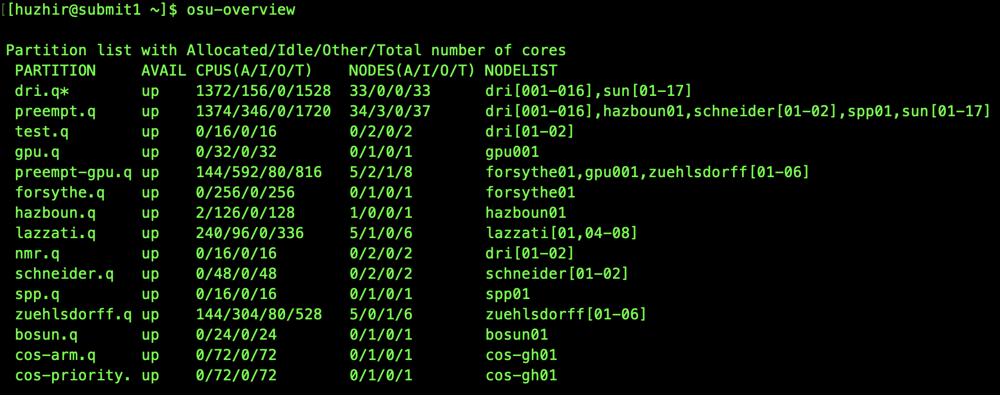 [[huzhir@submit1 ~]$ osu-overview
Partition list with Allocated/Idle/Other/Total number of cores
PARTITION AVAIL CPUS(A/I/O/T) NODES(A/I/O/T) NODELIST
dri.q* up 1372/156/0/1528 33/0/0/33 dri[001-016],sun[01-17]
preempt.q up 1374/346/0/1720 34/3/0/37 dri[001-016],hazboun01,schneider[01-02],spp01,sun[01-17]
test.q up 0/16/0/16 0/2/0/2 dri[01-02]
gpu.q up 0/32/0/32 0/1/0/1 gpu001
preempt-gpu.q up 144/592/80/816 5/2/1/8 forsythe01,gpu001,zuehlsdorff[01-06]
forsythe.q up 0/256/0/256 0/1/0/1 forsythe01
hazboun.q up 2/126/0/128 1/0/0/1 hazboun01
lazzati.q up 240/96/0/336 5/1/0/6 lazzati[01,04-08]
nmr.q up 0/16/0/16 0/2/0/2 dri[01-02]
schneider.q up 0/48/0/48 0/2/0/2 schneider[01-02]
spp.q up 0/16/0/16 0/1/0/1 spp01
zuehlsdorff.q up 144/304/80/528 5/0/1/6 zuehlsdorff[01-06]
bosun.q up 0/24/0/24 0/1/0/1 bosun01
cos-arm.q up 0/72/0/72 0/1/0/1 cos-gh01
cos-priority. up 0/72/0/72 0/1/0/1 cos-gh01